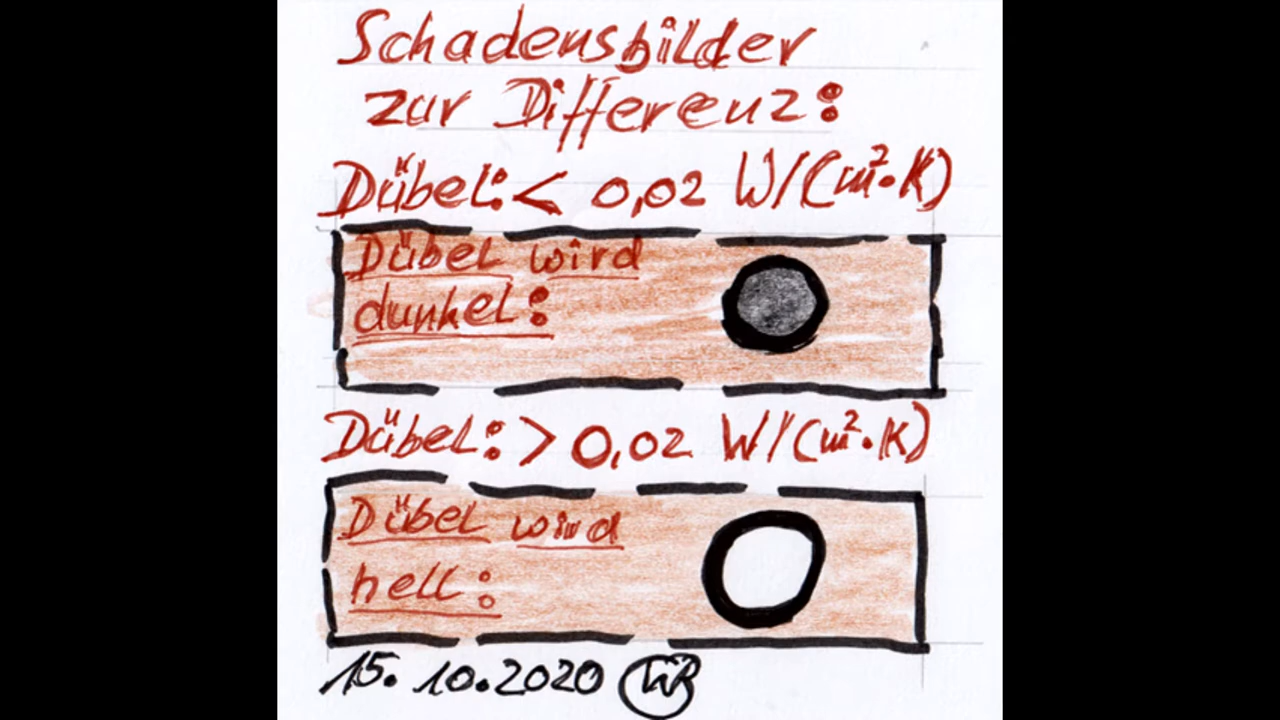 Schadensbilder
zur Differenz:
Dübel: < 0,02 W/(m²·K)
Dübel wird
dunkel:
Dübel: > 0,02 W/(m²·K)
Dübel wird
hell:
15. 10. 2020 WR